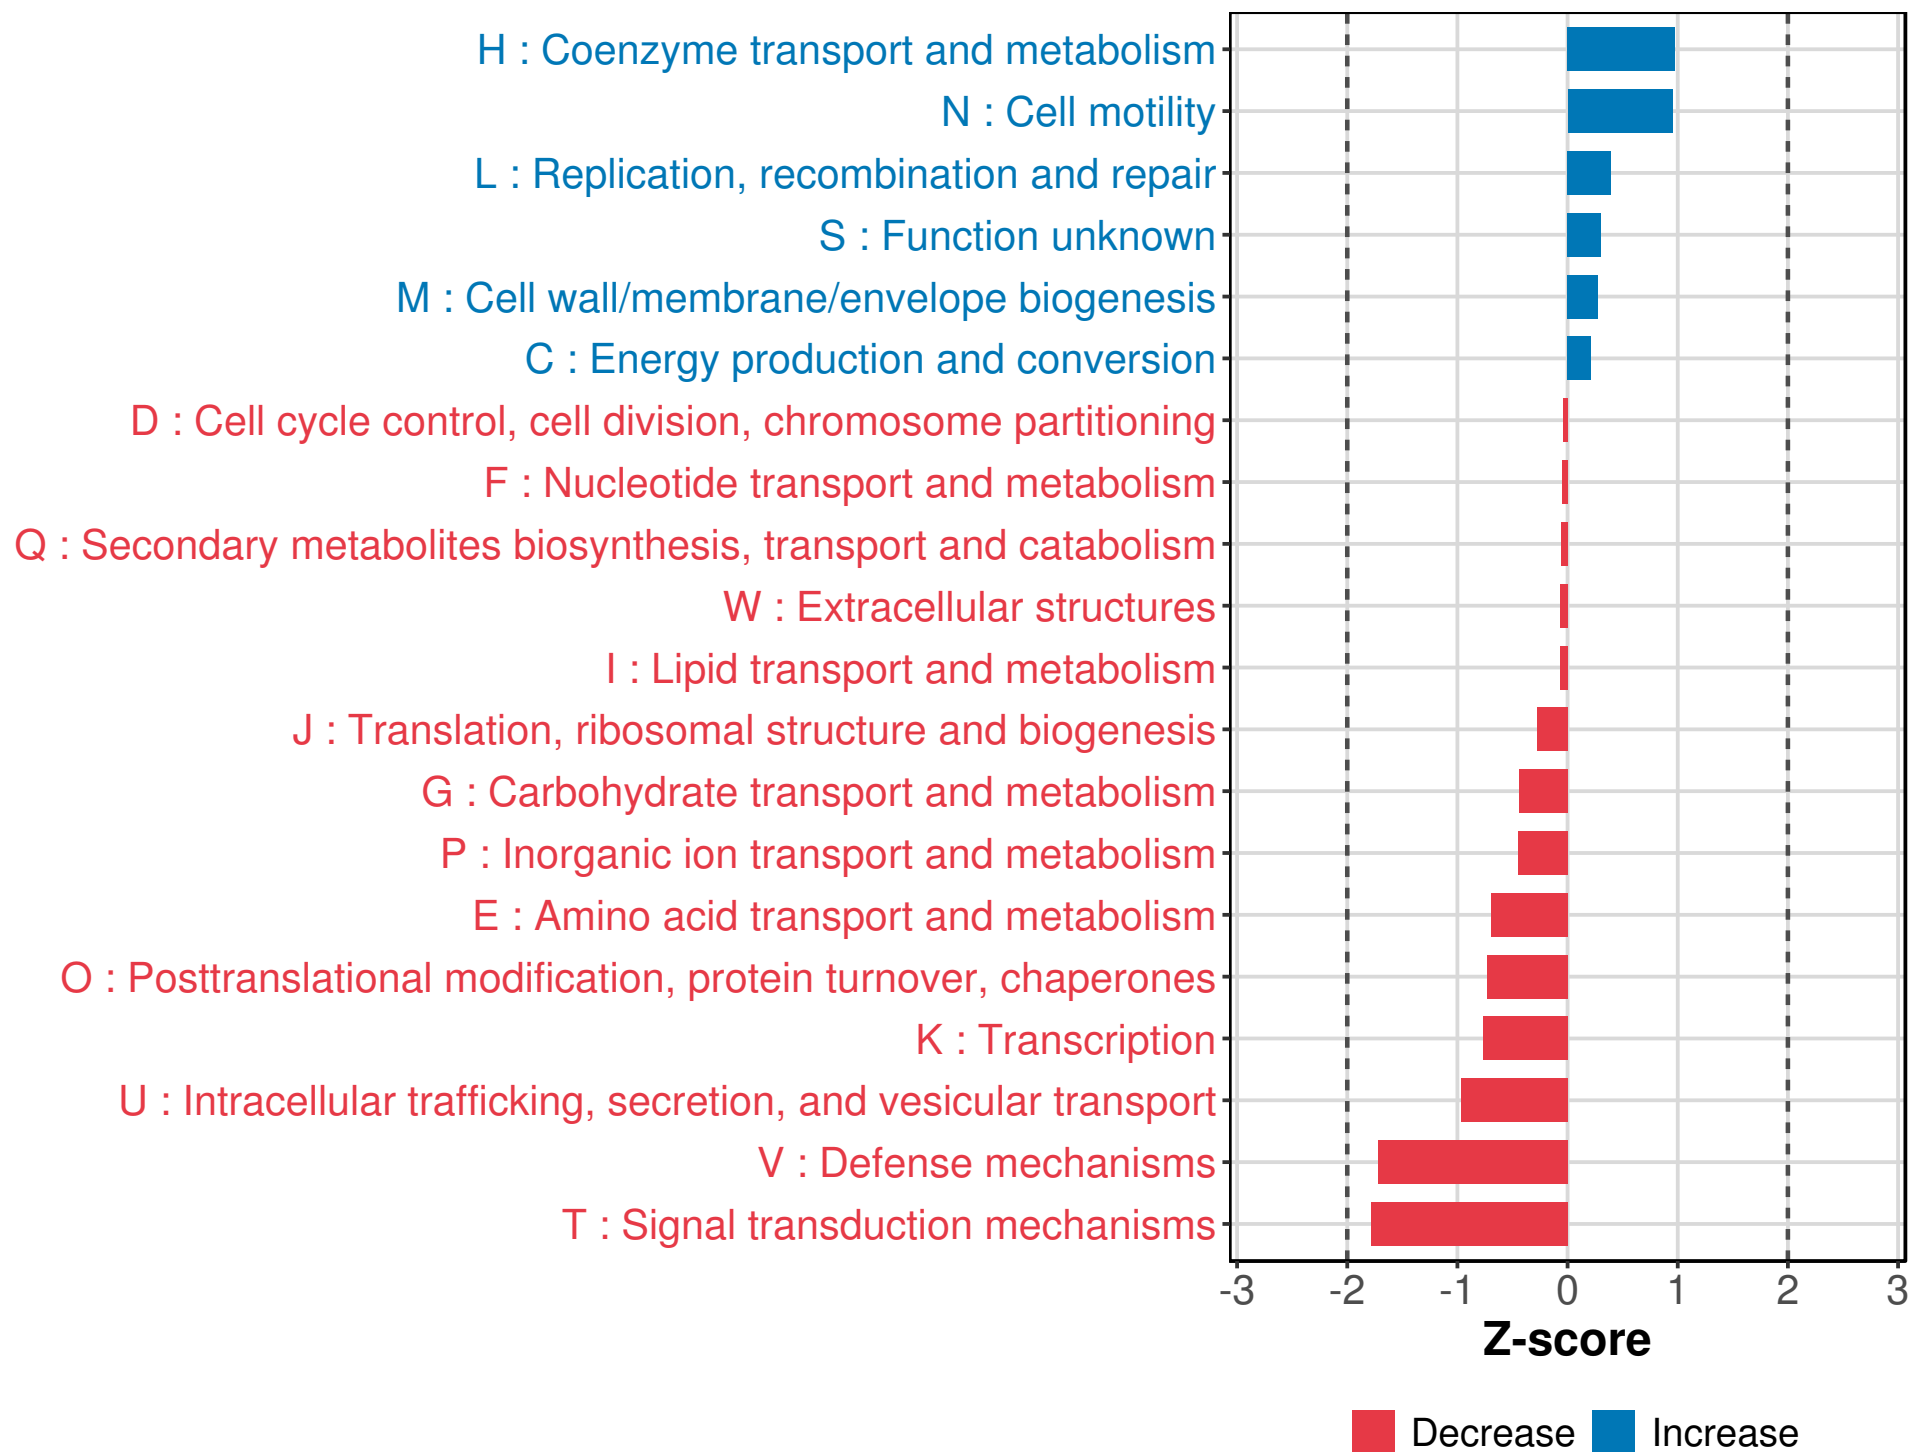 H : Coenzyme transport and metabolism
N : Cell motility
L : Replication, recombination and repair
S : Function unknown
M : Cell wall/membrane/envelope biogenesis
C : Energy production and conversion
D : Cell cycle control, cell division, chromosome partitioning
F : Nucleotide transport and metabolism
Q : Secondary metabolites biosynthesis, transport and catabolism
W : Extracellular structures
I : Lipid transport and metabolism
J : Translation, ribosomal structure and biogenesis
G : Carbohydrate transport and metabolism
P : Inorganic ion transport and metabolism
E : Amino acid transport and metabolism
O : Posttranslational modification, protein turnover, chaperones
K : Transcription
U : Intracellular trafficking, secretion, and vesicular transport
V : Defense mechanisms
T : Signal transduction mechanisms
-3 -2 -1 0 1 2 3
Z-score
Decrease Increase